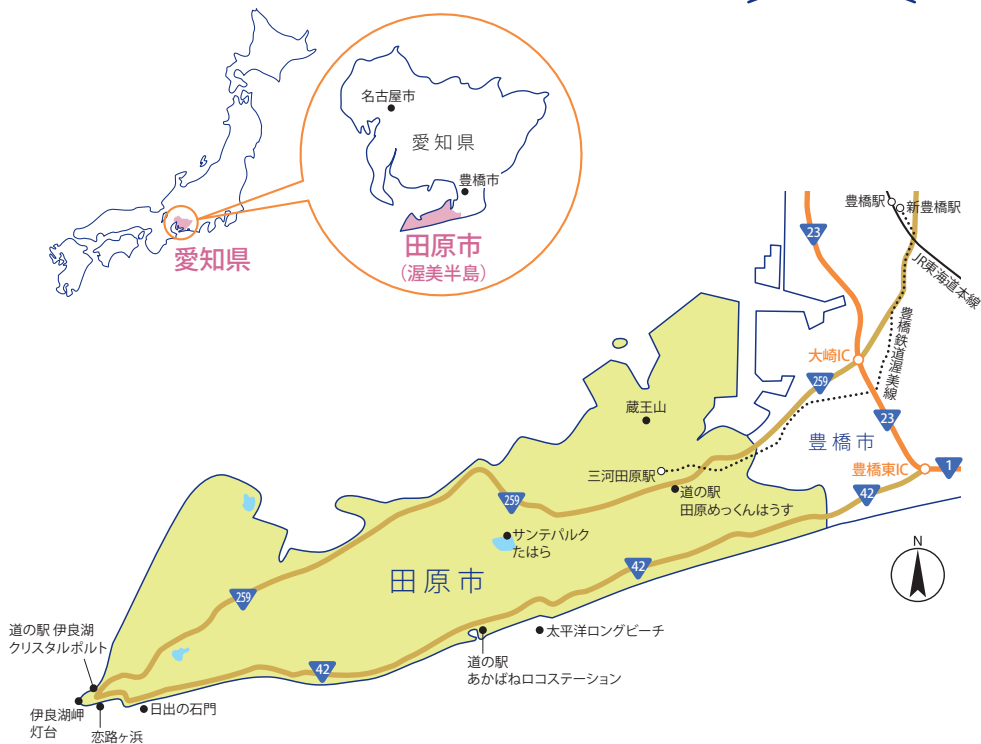 名古屋市
愛知県
豊橋市
田原市
（渥美半島）
愛知県
豊橋駅
新豊橋駅
JR東海道本線
23
豊橋鉄道渥美線
大崎IC
259
23
豊橋市
豊橋東IC
1
42
蔵王山
三河田原駅
道の駅
田原めっくんはうす
259
サンテパルク
たはら
田原市
42
259
N
道の駅 伊良湖
クリスタルポルト
42
太平洋ロングビーチ
道の駅
あかばねロコステーション
伊良湖岬
灯台
恋路ヶ浜
日出の石門